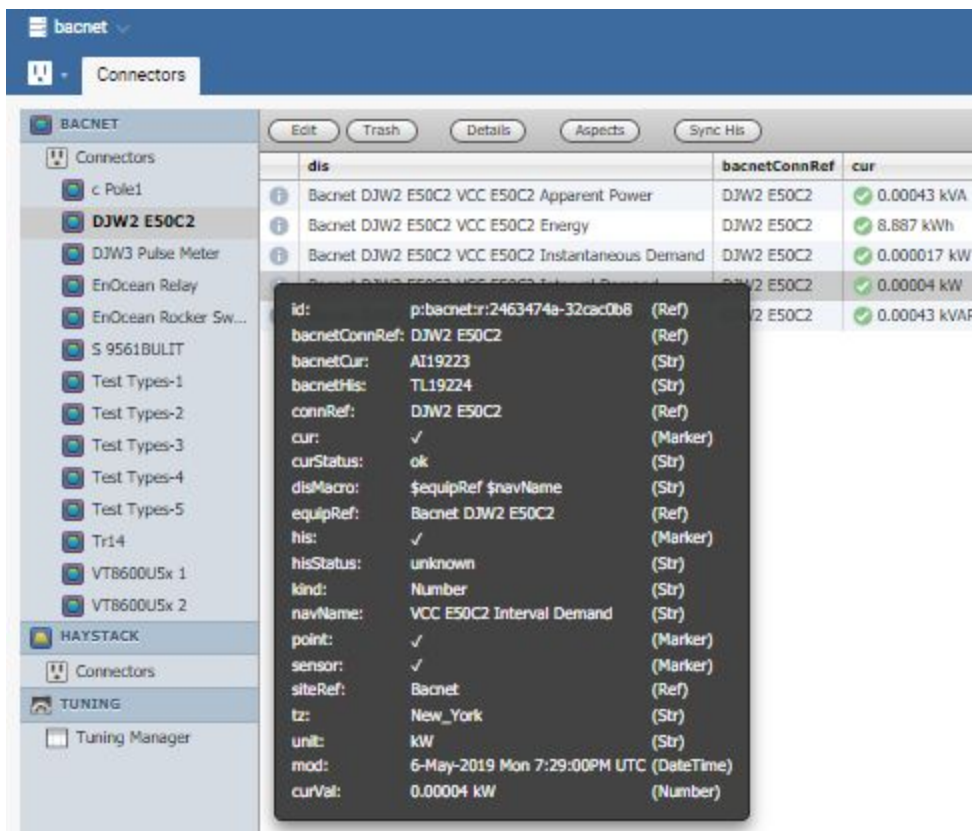 bacnet
Connectors
BACNET
Connectors
c Pole1
DJW2 E50C2
DJW3 Pulse Meter
EnOcean Relay
EnOcean Rocker Sw...
S 9561BULIT
Test Types-1
Test Types-2
Test Types-3
Test Types-4
Test Types-5
Tr14
VT8600U5x 1
VT8600U5x 2
HAYSTACK
Connectors
TUNING
Tuning Manager
Edit Trash Details Aspects Sync His
dis bacnetConnRef cur
Bacnet DJW2 E50C2 VCC E50C2 Apparent Power DJW2 E50C2 0.00043 kVA
Bacnet DJW2 E50C2 VCC E50C2 Energy DJW2 E50C2 8.887 kWh
Bacnet DJW2 E50C2 VCC E50C2 Instantaneous Demand DJW2 E50C2 0.000017 kW
E50C2 0.00004 kW
E50C2 0.00043 kVAR
id: p:bacnet:r:2463474a-32cac0b8 (Ref)
bacnetConnRef: DJW2 E50C2 (Ref)
bacnetCur: AI19223 (Str)
bacnetHis: TL19224 (Str)
connRef: DJW2 E50C2 (Ref)
cur: ✓ (Marker)
curStatus: ok (Str)
disMacro: $equipRef $navName (Str)
equipRef: Bacnet DJW2 E50C2 (Ref)
his: ✓ (Marker)
hisStatus: unknown (Str)
kind: Number (Str)
navName: VCC E50C2 Interval Demand (Str)
point: ✓ (Marker)
sensor: ✓ (Marker)
siteRef: Bacnet (Ref)
tz: New_York (Str)
unit: kW (Str)
mod: 6-May-2019 Mon 7:29:00PM UTC (DateTime)
curVal: 0.00004 kW (Number)